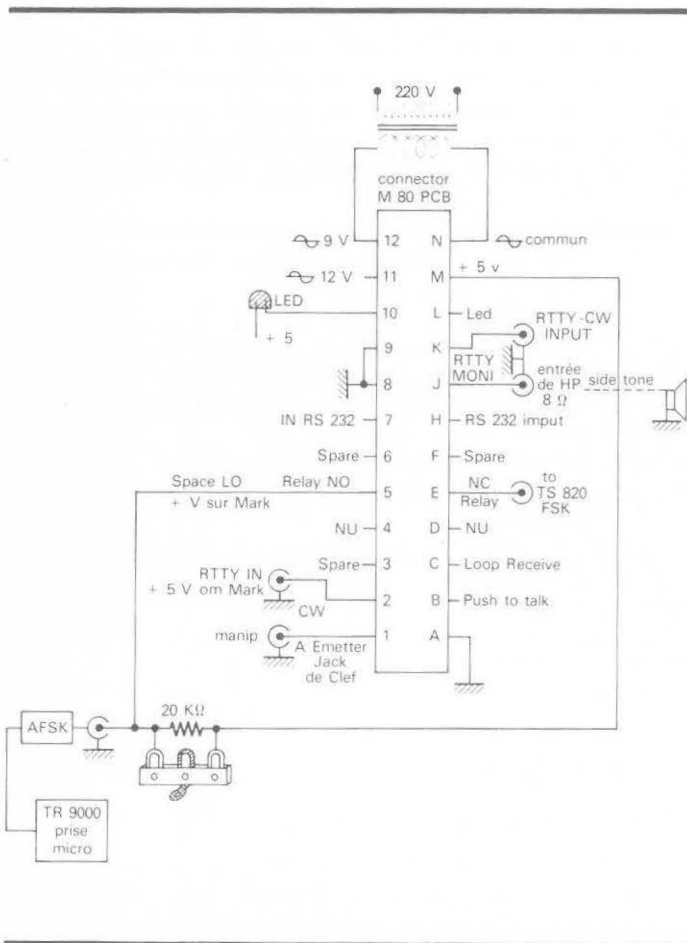 220 V
connector
M 80 PCB
9 V 12 N commun
12 V 11 M + 5 v
LED 10 L Led
+ 5
RTTY-CW
INPUT
9 K RTTY
MONI
8 J entrée
de HP side tone
8 Ω
IN RS 232 7 H RS 232 imput
Spare 6 F Spare
Space LO Relay NO 5 E NC
Relay
+ V sur Mark
to
TS 820
FSK
NU 4 D NU
Spare 3 C Loop Receive
RTTY IN
+ 5 V om Mark
CW
2 B Push to talk
manip 1 A
A Emetter
Jack
de Clef
AFSK
20 KΩ
TR 9000
prise
micro